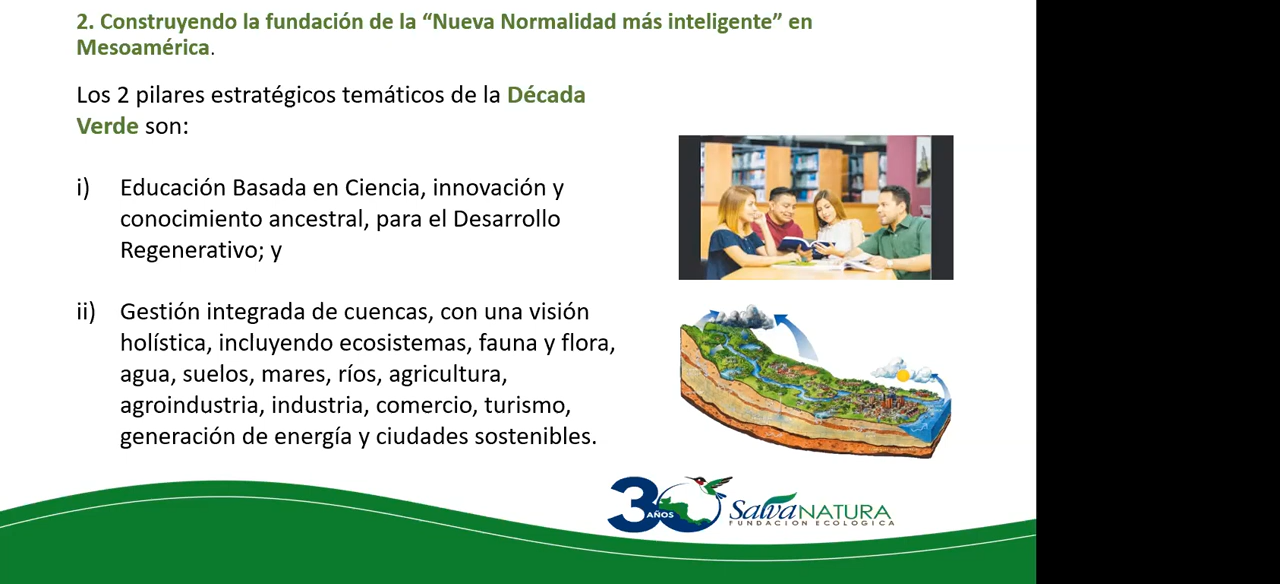 2. Construyendo la fundación de la “Nueva Normalidad más inteligente” en
Mesoamérica.
Los 2 pilares estratégicos temáticos de la Década
Verde son:
i) Educación Basada en Ciencia, innovación y
conocimiento ancestral, para el Desarrollo
Regenerativo; y
ii) Gestión integrada de cuencas, con una visión
holística, incluyendo ecosistemas, fauna y flora,
agua, suelos, mares, ríos, agricultura,
agroindustria, industria, comercio, turismo,
generación de energía y ciudades sostenibles.
30 AÑOS
SalvaNATURA
FUNDACIÓN ECOLÓGICA